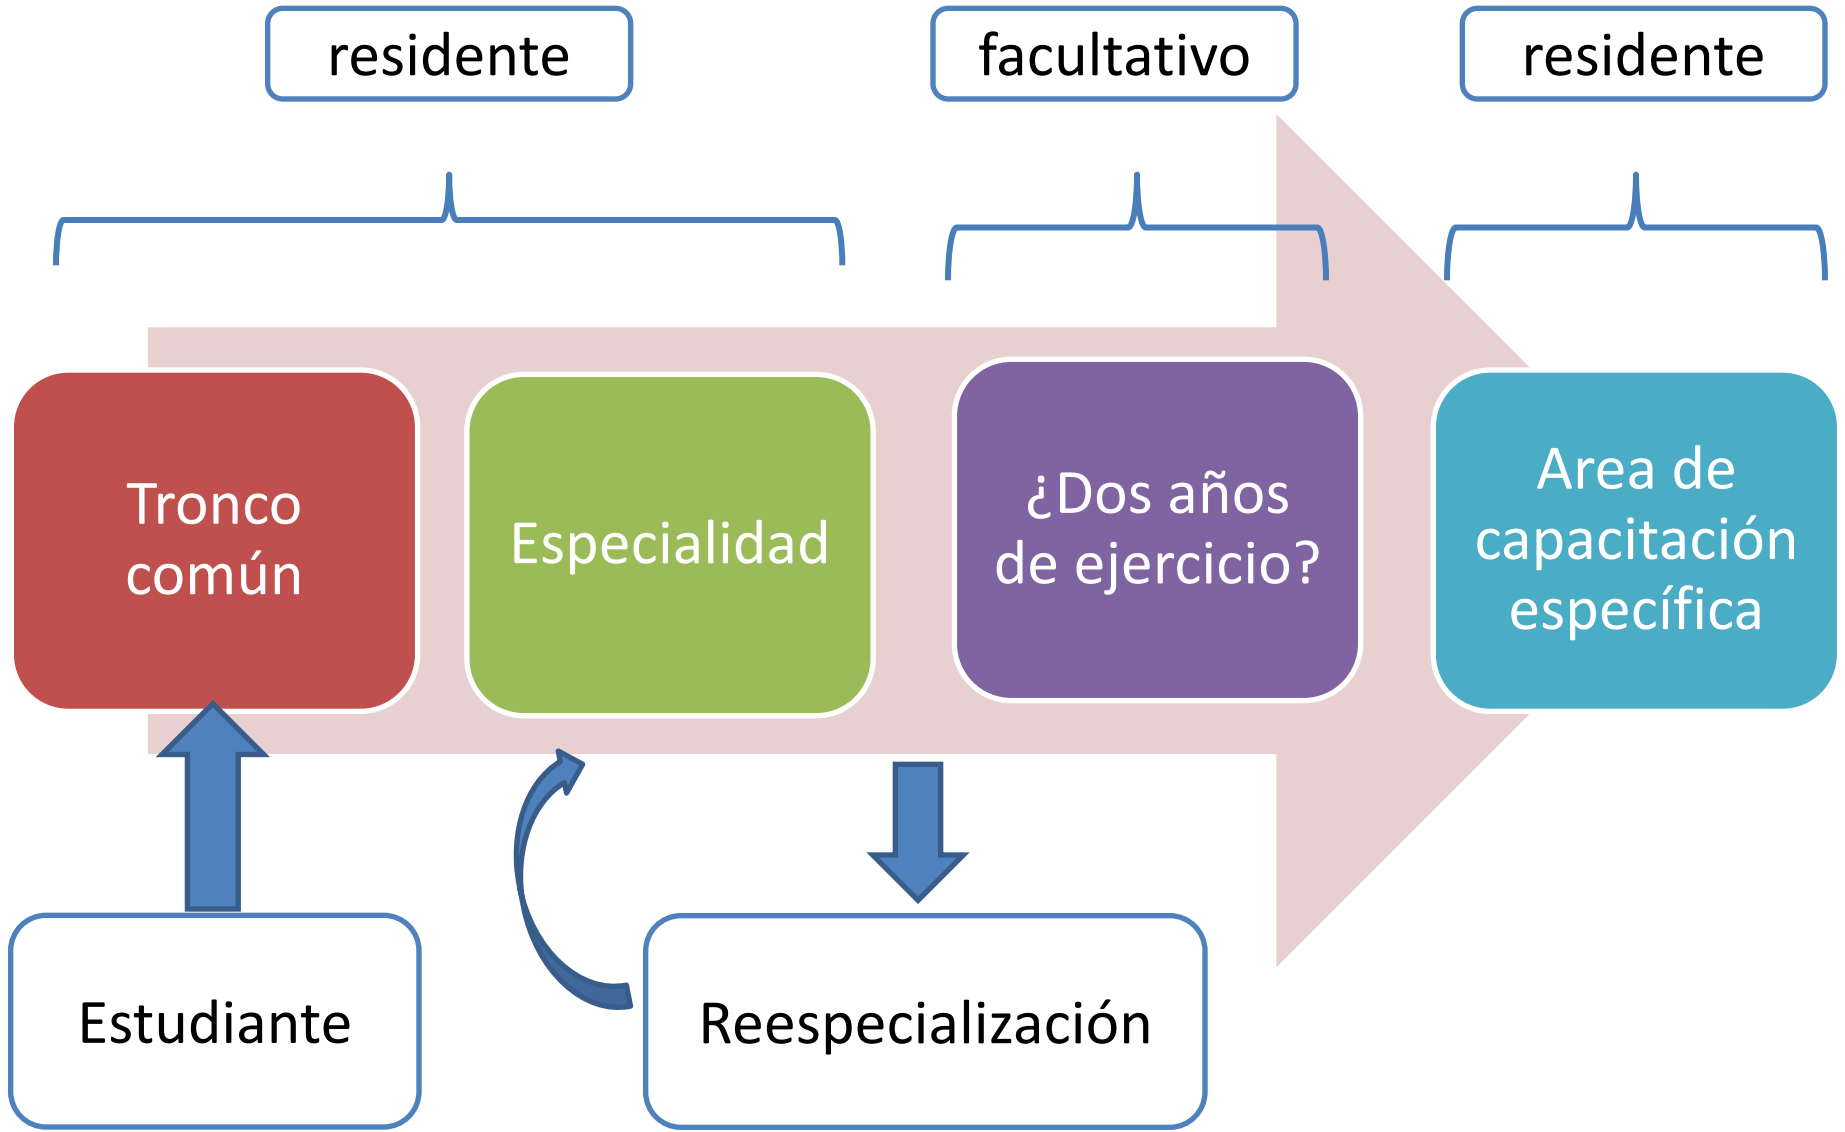 residente
facultativo
residente
Tronco
común
Especialidad
¿Dos años
de ejercicio?
Area de
capacitación
específica
Estudiante
Reespecialización